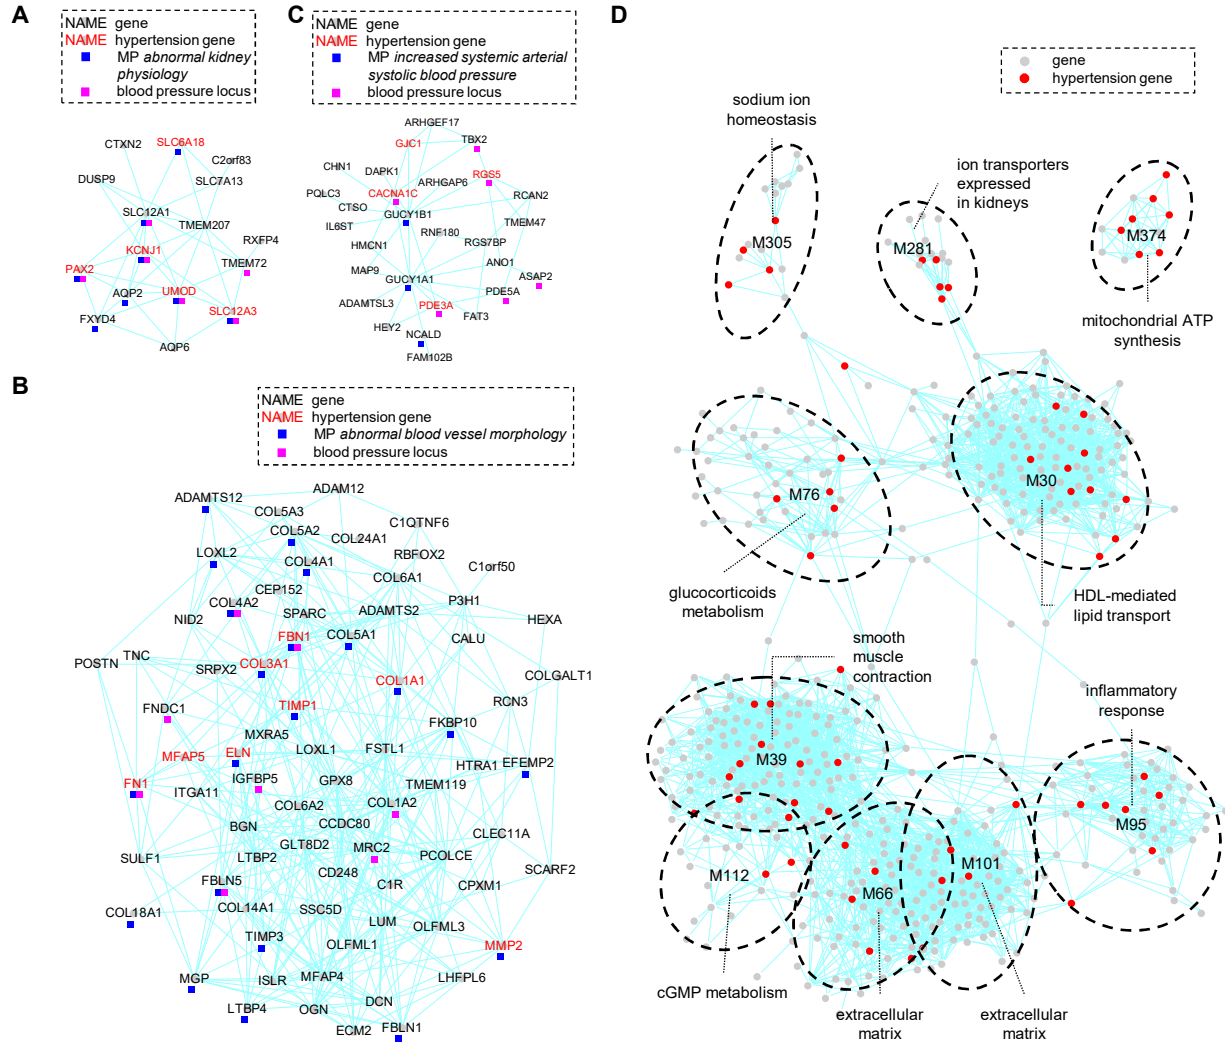 A
NAME gene
NAME hypertension gene
MP abnormal kidney
physiology
blood pressure locus
CTXN2
SLC6A18
C2orf83
DUSP9
SLC7A13
SLC12A1
TMEM207
RXFP4
KCNJ1
TMEM72
PAX2
AQP2
UMOD
SLC12A3
FXYD4
AQP6
C
NAME gene
NAME hypertension gene
MP increased systemic arterial
systolic blood pressure
blood pressure locus
ARHGEF17
GJC1
TBX2
CHN1
DAPK1
RGS5
ARHGAP6
PQLC3
CACNA1C
RCAN2
CTSO
GUCY1B1
IL6ST
RNF180
TMEM47
HMCN1
RGS7BP
MAP9
ANO1
GUCY1A1
ASAP2
ADAMTSL3
PDE3A
PDE5A
FAT3
HEY2
NCALD
FAM102B
B
NAME gene
NAME hypertension gene
MP abnormal blood vessel morphology
blood pressure locus
ADAM12
ADAMTS12
COL5A3
C1QTNF6
COL5A2
COL24A1
LOXL2
RBFOX2
COL4A1
C1orf50
COL6A1
CEP152
COL4A2
P3H1
SPARC
ADAMTS2
NID2
HEXA
FBN1
COL5A1
CALU
TNC
POSTN
COL3A1
SRPX2
COL1A1
COLGALT1
FNDC1
TIMP1
RCN3
FKBP10
MXRA5
MFAP5
ELN
LOXL1
FSTL1
HTRA1
EFEMP2
FN1
IGFBP5
GPX8
TMEM119
ITGA11
COL6A2
COL1A2
BGN
CCDC80
CLEC11A
GLT8D2
MRC2
SULF1
LTBP2
PCOLCE
CD248
SCARF2
FBLN5
C1R
CPXM1
COL18A1
COL14A1
SSC5D
LUM
OLFML3
TIMP3
OLFML1
MMP2
MGP
ISLR
MFAP4
LHFPL6
LTBP4
OGN
DCN
ECM2
FBLN1
D
gene
hypertension gene
sodium ion
homeostasis
ion transporters
expressed
in kidneys
M305
M281
M374
mitochondrial ATP
synthesis
M76
M30
glucocorticoids
metabolism
HDL-mediated
lipid transport
smooth
muscle
contraction
inflammatory
response
M39
M95
M112
M66
M101
cGMP metabolism
extracellular
matrix
extracellular
matrix